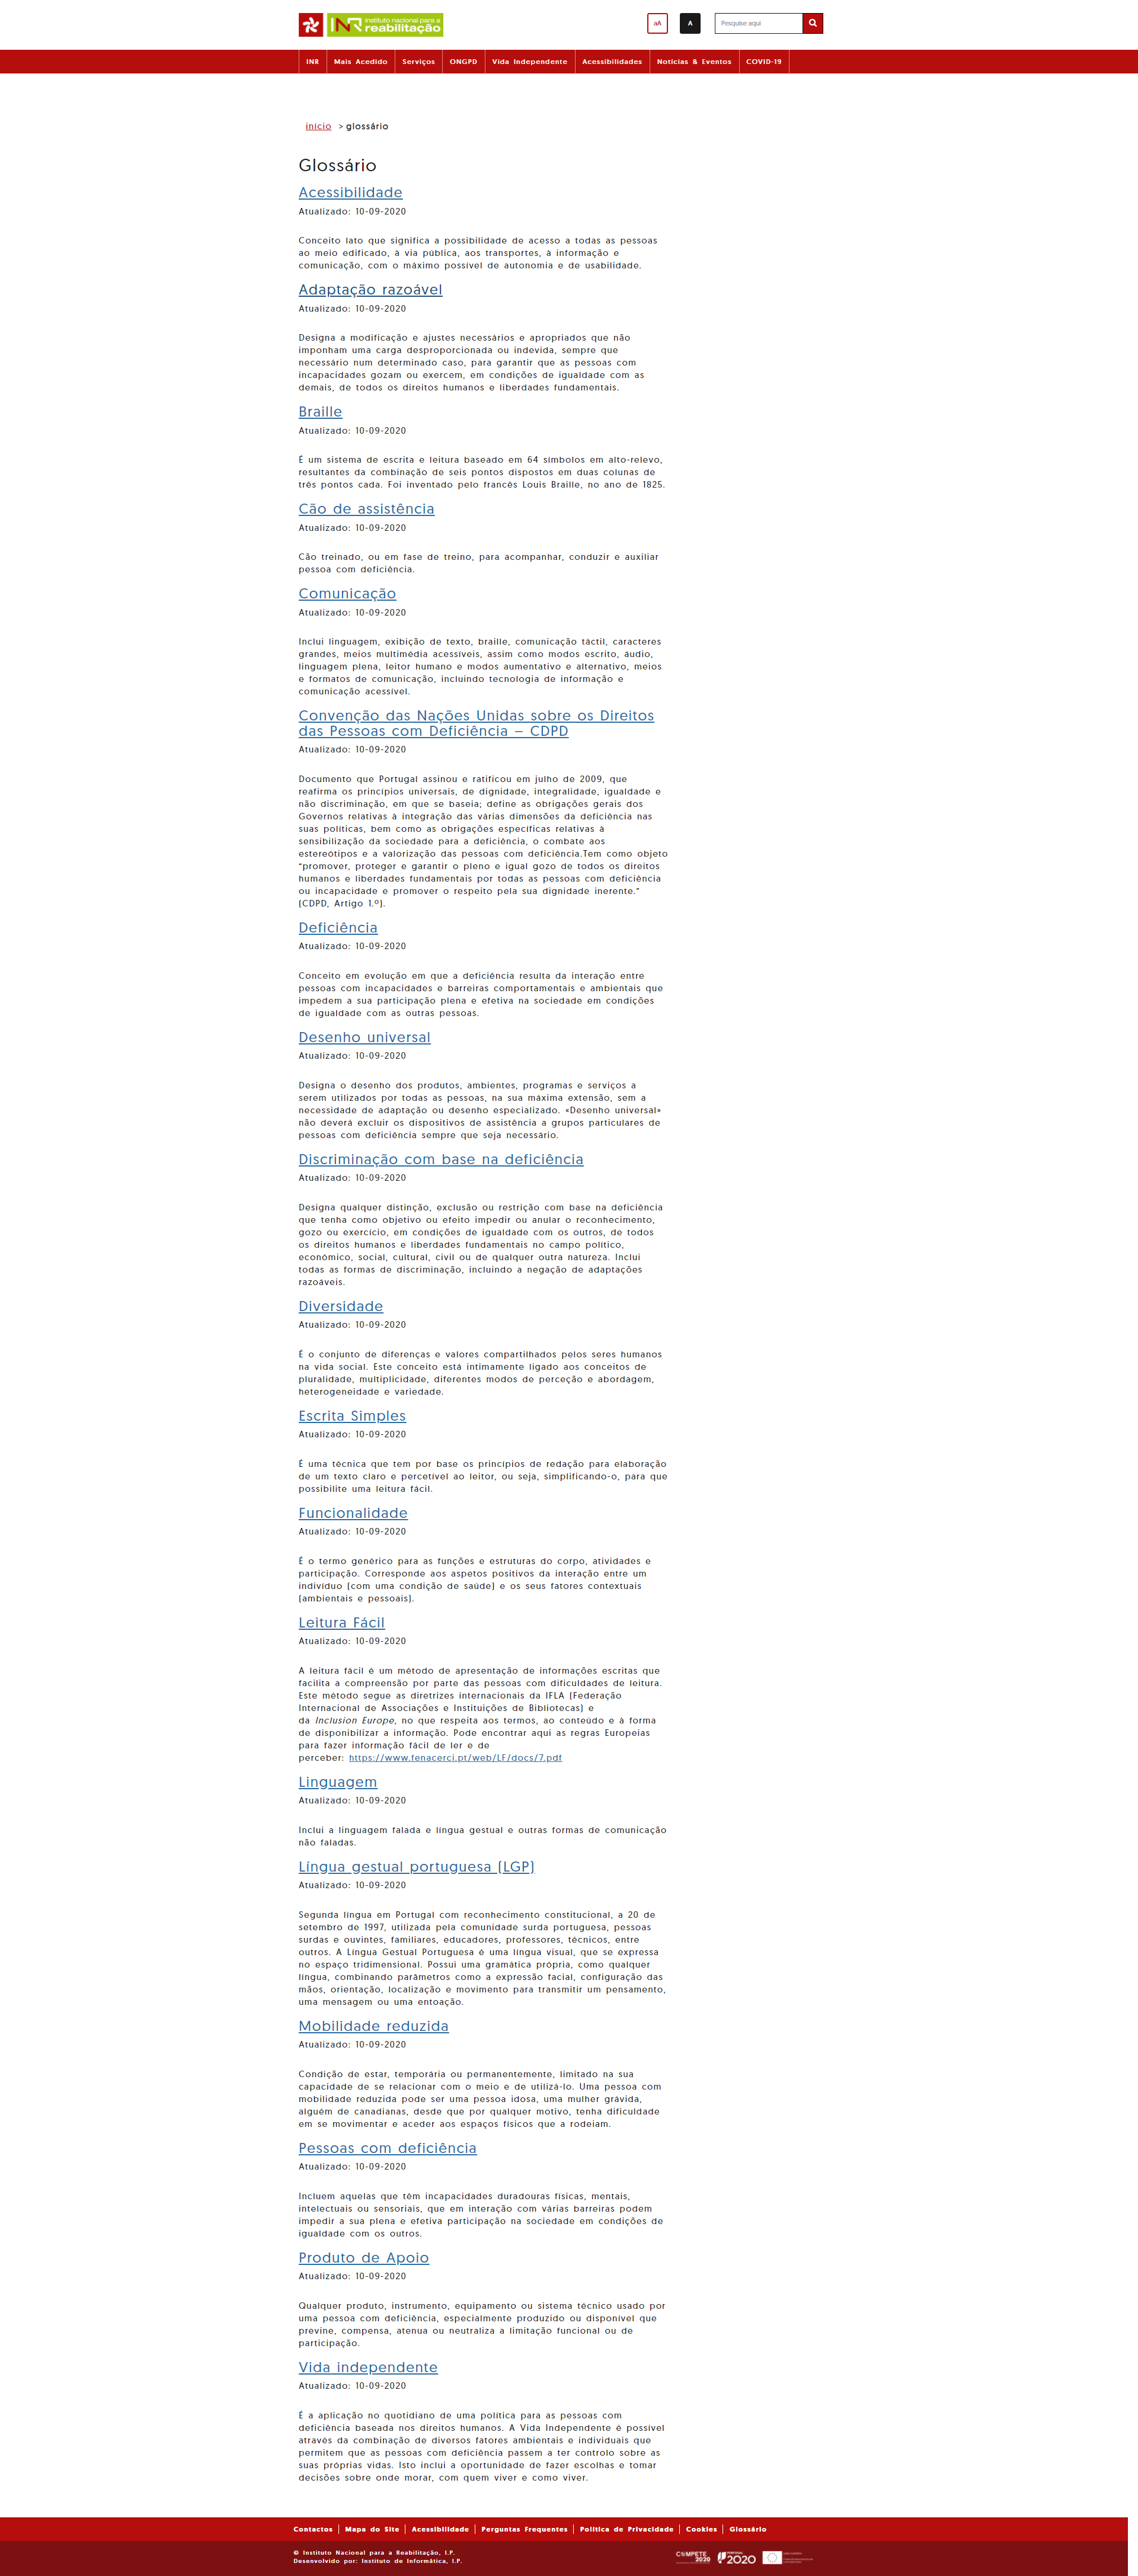 INR instituto nacional para a
reabilitação
aA
A
Pesquise aqui
INR
Mais Acedido
Serviços
ONGPD
Vida Independente
Acessibilidades
Notícias & Eventos
COVID-19
início > glossário
Glossário
Acessibilidade
Atualizado: 10-09-2020
Conceito lato que significa a possibilidade de acesso a todas as pessoas
ao meio edificado, à via pública, aos transportes, à informação e
comunicação, com o máximo possível de autonomia e de usabilidade.
Adaptação razoável
Atualizado: 10-09-2020
Designa a modificação e ajustes necessários e apropriados que não
imponham uma carga desproporcionada ou indevida, sempre que
necessário num determinado caso, para garantir que as pessoas com
incapacidades gozam ou exercem, em condições de igualdade com as
demais, de todos os direitos humanos e liberdades fundamentais.
Braille
Atualizado: 10-09-2020
É um sistema de escrita e leitura baseado em 64 símbolos em alto-relevo,
resultantes da combinação de seis pontos dispostos em duas colunas de
três pontos cada. Foi inventado pelo francês Louis Braille, no ano de 1825.
Cão de assistência
Atualizado: 10-09-2020
Cão treinado, ou em fase de treino, para acompanhar, conduzir e auxiliar
pessoa com deficiência.
Comunicação
Atualizado: 10-09-2020
Inclui linguagem, exibição de texto, braille, comunicação táctil, caracteres
grandes, meios multimédia acessíveis, assim como modos escrito, áudio,
linguagem plena, leitor humano e modos aumentativo e alternativo, meios
e formatos de comunicação, incluindo tecnologia de informação e
comunicação acessível.
Convenção das Nações Unidas sobre os Direitos
das Pessoas com Deficiência – CDPD
Atualizado: 10-09-2020
Documento que Portugal assinou e ratificou em julho de 2009, que
reafirma os princípios universais, de dignidade, integralidade, igualdade e
não discriminação, em que se baseia; define as obrigações gerais dos
Governos relativas à integração das várias dimensões da deficiência nas
suas políticas, bem como as obrigações específicas relativas à
sensibilização da sociedade para a deficiência, o combate aos
estereótipos e a valorização das pessoas com deficiência.Tem como objeto
“promover, proteger e garantir o pleno e igual gozo de todos os direitos
humanos e liberdades fundamentais por todas as pessoas com deficiência
ou incapacidade e promover o respeito pela sua dignidade inerente.”
(CDPD, Artigo 1.º).
Deficiência
Atualizado: 10-09-2020
Conceito em evolução em que a deficiência resulta da interação entre
pessoas com incapacidades e barreiras comportamentais e ambientais que
impedem a sua participação plena e efetiva na sociedade em condições
de igualdade com as outras pessoas.
Desenho universal
Atualizado: 10-09-2020
Designa o desenho dos produtos, ambientes, programas e serviços a
serem utilizados por todas as pessoas, na sua máxima extensão, sem a
necessidade de adaptação ou desenho especializado. «Desenho universal»
não deverá excluir os dispositivos de assistência a grupos particulares de
pessoas com deficiência sempre que seja necessário.
Discriminação com base na deficiência
Atualizado: 10-09-2020
Designa qualquer distinção, exclusão ou restrição com base na deficiência
que tenha como objetivo ou efeito impedir ou anular o reconhecimento,
gozo ou exercício, em condições de igualdade com os outros, de todos
os direitos humanos e liberdades fundamentais no campo político,
económico, social, cultural, civil ou de qualquer outra natureza. Inclui
todas as formas de discriminação, incluindo a negação de adaptações
razoáveis.
Diversidade
Atualizado: 10-09-2020
É o conjunto de diferenças e valores compartilhados pelos seres humanos
na vida social. Este conceito está intimamente ligado aos conceitos de
pluralidade, multiplicidade, diferentes modos de perceção e abordagem,
heterogeneidade e variedade.
Escrita Simples
Atualizado: 10-09-2020
É uma técnica que tem por base os princípios de redação para elaboração
de um texto claro e percetível ao leitor, ou seja, simplificando-o, para que
possibilite uma leitura fácil.
Funcionalidade
Atualizado: 10-09-2020
É o termo genérico para as funções e estruturas do corpo, atividades e
participação. Corresponde aos aspetos positivos da interação entre um
indivíduo (com uma condição de saúde) e os seus fatores contextuais
(ambientais e pessoais).
Leitura Fácil
Atualizado: 10-09-2020
A leitura fácil é um método de apresentação de informações escritas que
facilita a compreensão por parte das pessoas com dificuldades de leitura.
Este método segue as diretrizes internacionais da IFLA (Federação
Internacional de Associações e Instituições de Bibliotecas) e
da Inclusion Europe, no que respeita aos termos, ao conteúdo e à forma
de disponibilizar a informação. Pode encontrar aqui as regras Europeias
para fazer informação fácil de ler e de
perceber: https://www.fenacerci.pt/web/LF/docs/7.pdf
Linguagem
Atualizado: 10-09-2020
Inclui a linguagem falada e língua gestual e outras formas de comunicação
não faladas.
Língua gestual portuguesa (LGP)
Atualizado: 10-09-2020
Segunda língua em Portugal com reconhecimento constitucional, a 20 de
setembro de 1997, utilizada pela comunidade surda portuguesa, pessoas
surdas e ouvintes, familiares, educadores, professores, técnicos, entre
outros. A Língua Gestual Portuguesa é uma língua visual, que se expressa
no espaço tridimensional. Possui uma gramática própria, como qualquer
língua, combinando parâmetros como a expressão facial, configuração das
mãos, orientação, localização e movimento para transmitir um pensamento,
uma mensagem ou uma entoação.
Mobilidade reduzida
Atualizado: 10-09-2020
Condição de estar, temporária ou permanentemente, limitado na sua
capacidade de se relacionar com o meio e de utilizá-lo. Uma pessoa com
mobilidade reduzida pode ser uma pessoa idosa, uma mulher grávida,
alguém de canadianas, desde que por qualquer motivo, tenha dificuldade
em se movimentar e aceder aos espaços físicos que a rodeiam.
Pessoas com deficiência
Atualizado: 10-09-2020
Incluem aquelas que têm incapacidades duradouras físicas, mentais,
intelectuais ou sensoriais, que em interação com várias barreiras podem
impedir a sua plena e efetiva participação na sociedade em condições de
igualdade com os outros.
Produto de Apoio
Atualizado: 10-09-2020
Qualquer produto, instrumento, equipamento ou sistema técnico usado por
uma pessoa com deficiência, especialmente produzido ou disponível que
previne, compensa, atenua ou neutraliza a limitação funcional ou de
participação.
Vida independente
Atualizado: 10-09-2020
É a aplicação no quotidiano de uma política para as pessoas com
deficiência baseada nos direitos humanos. A Vida Independente é possível
através da combinação de diversos fatores ambientais e individuais que
permitem que as pessoas com deficiência passem a ter controlo sobre as
suas próprias vidas. Isto inclui a oportunidade de fazer escolhas e tomar
decisões sobre onde morar, com quem viver e como viver.
Contactos
Mapa do Site
Acessibilidade
Perguntas Frequentes
Política de Privacidade
Cookies
Glossário
© Instituto Nacional para a Reabilitação, I.P.
Desenvolvido por: Instituto de Informática, I.P.
COMPETE
2020
2020